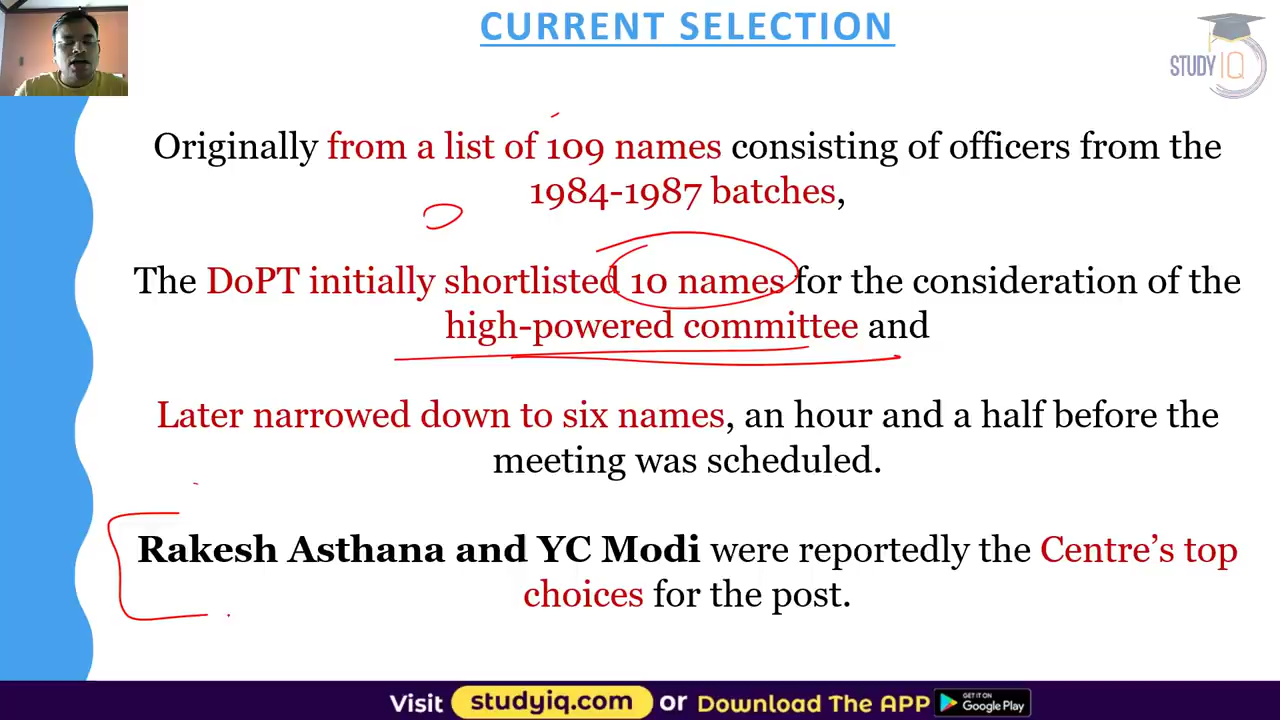 CURRENT SELECTION
STUDY IQ
Originally from a list of 109 names consisting of officers from the
1984-1987 batches,
The DoPT initially shortlisted 10 names for the consideration of the
high-powered committee and
Later narrowed down to six names, an hour and a half before the
meeting was scheduled.
Rakesh Asthana and YC Modi were reportedly the Centre’s top
choices for the post.
Visit studyiq.com or Download The APP GET IT ON Google Play